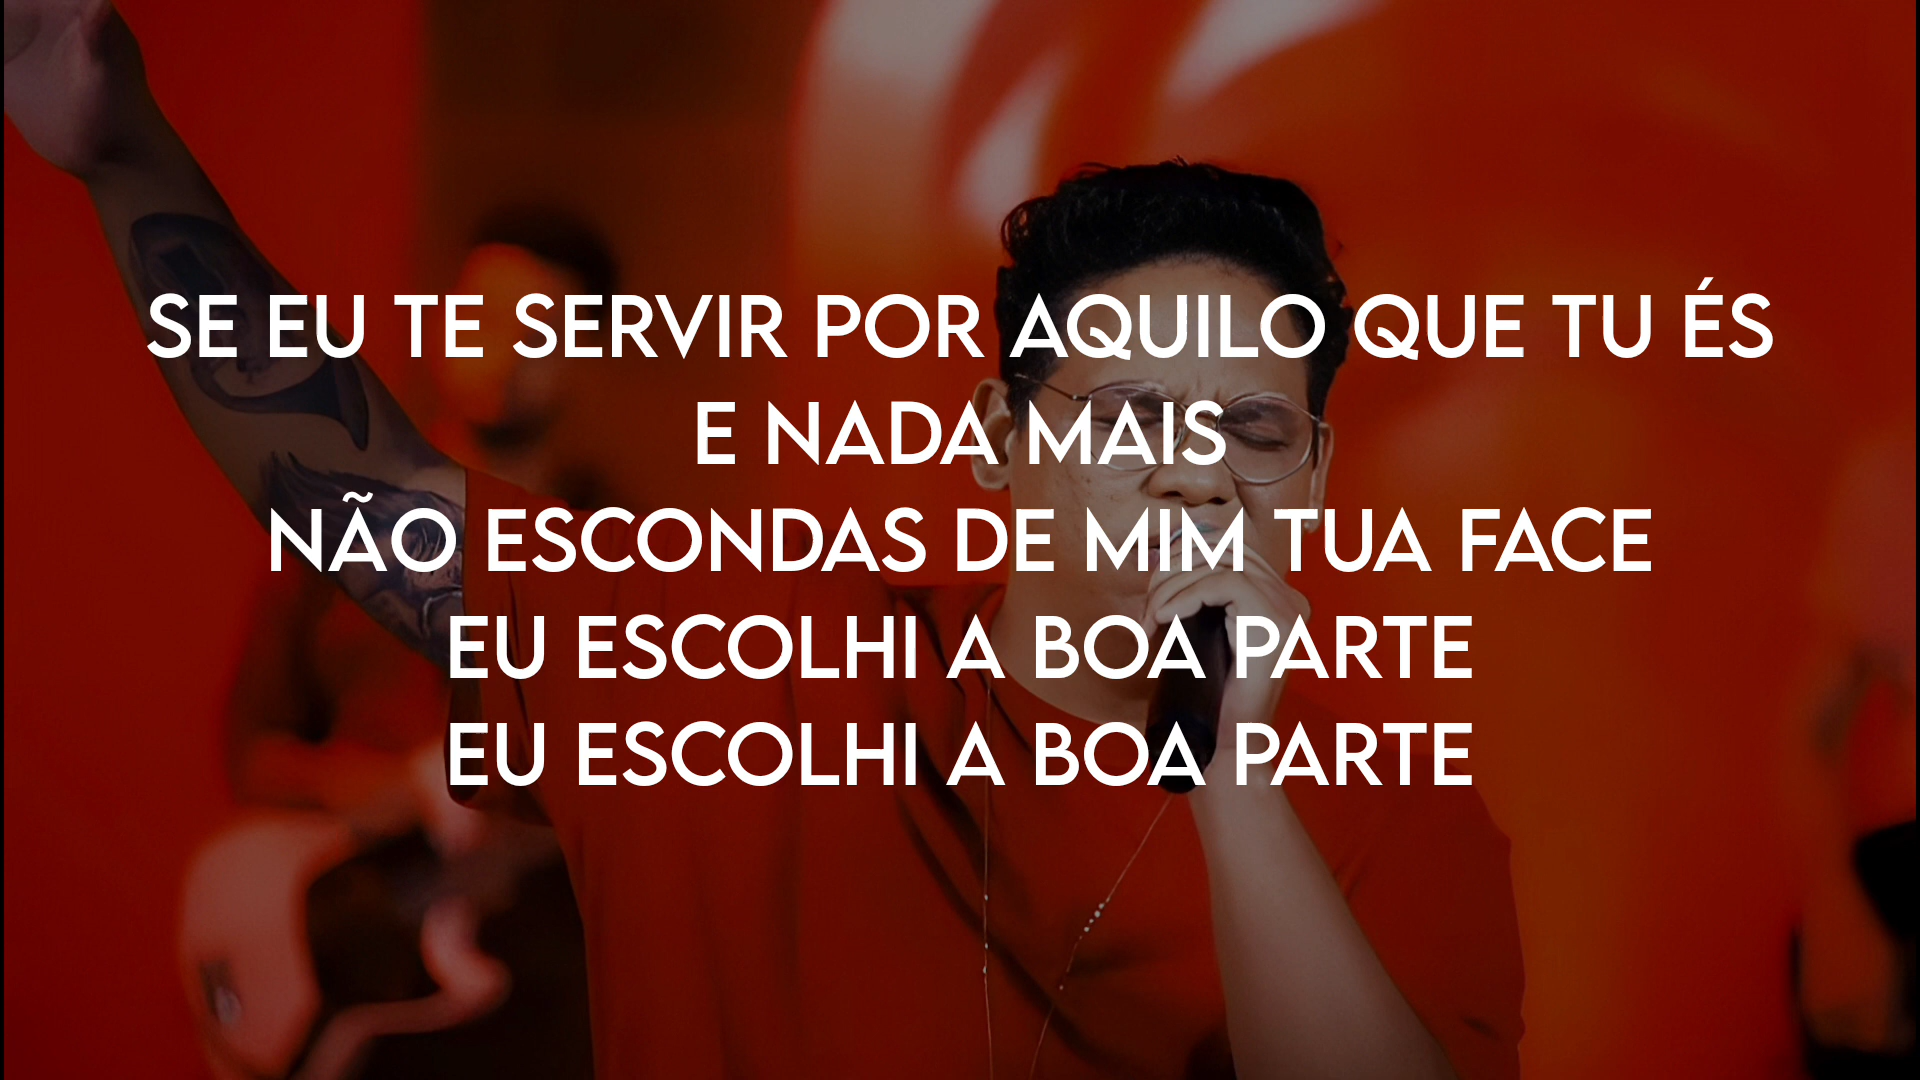 SE EU TE SERVIR POR AQUILO QUE TU ÉS
E NADA MAIS
NÃO ESCONDAS DE MIM TUA FACE
EU ESCOLHI A BOA PARTE
EU ESCOLHI A BOA PARTE